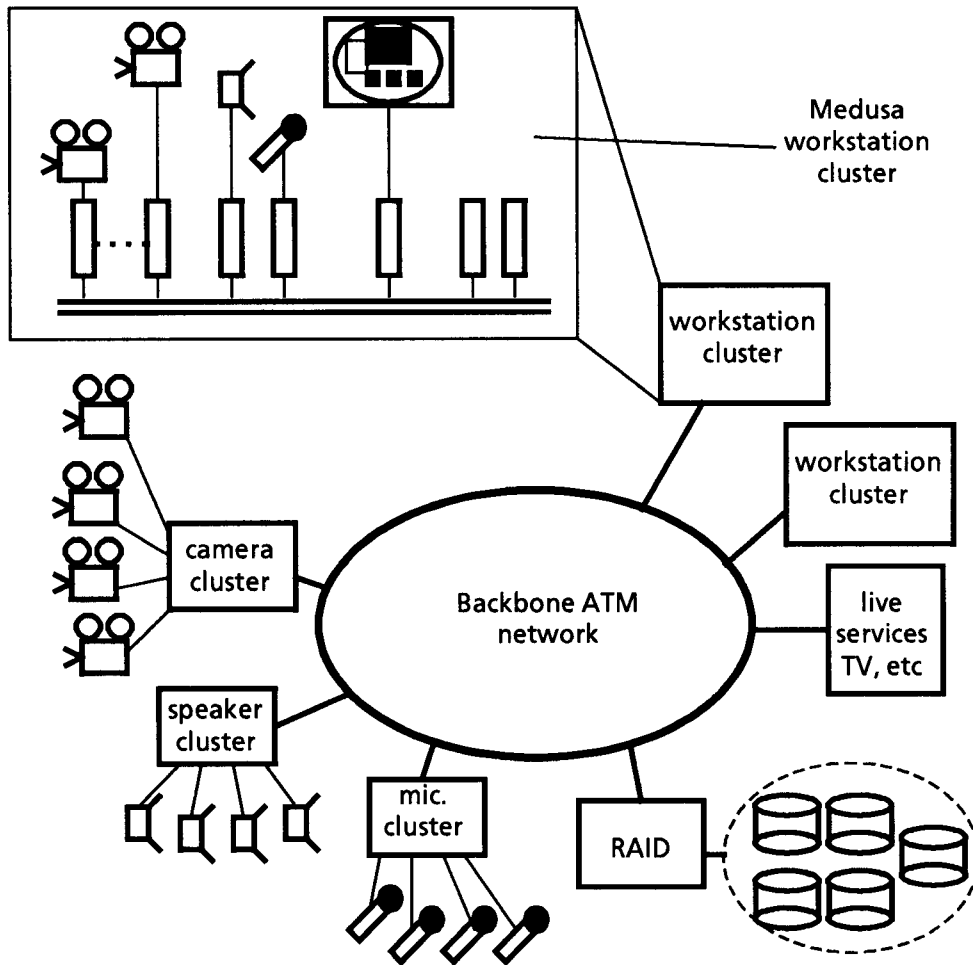 Medusa
workstation
cluster
workstation
cluster
workstation
cluster
camera
cluster
Backbone ATM
network
live
services
TV, etc
speaker
cluster
mic.
cluster
RAID